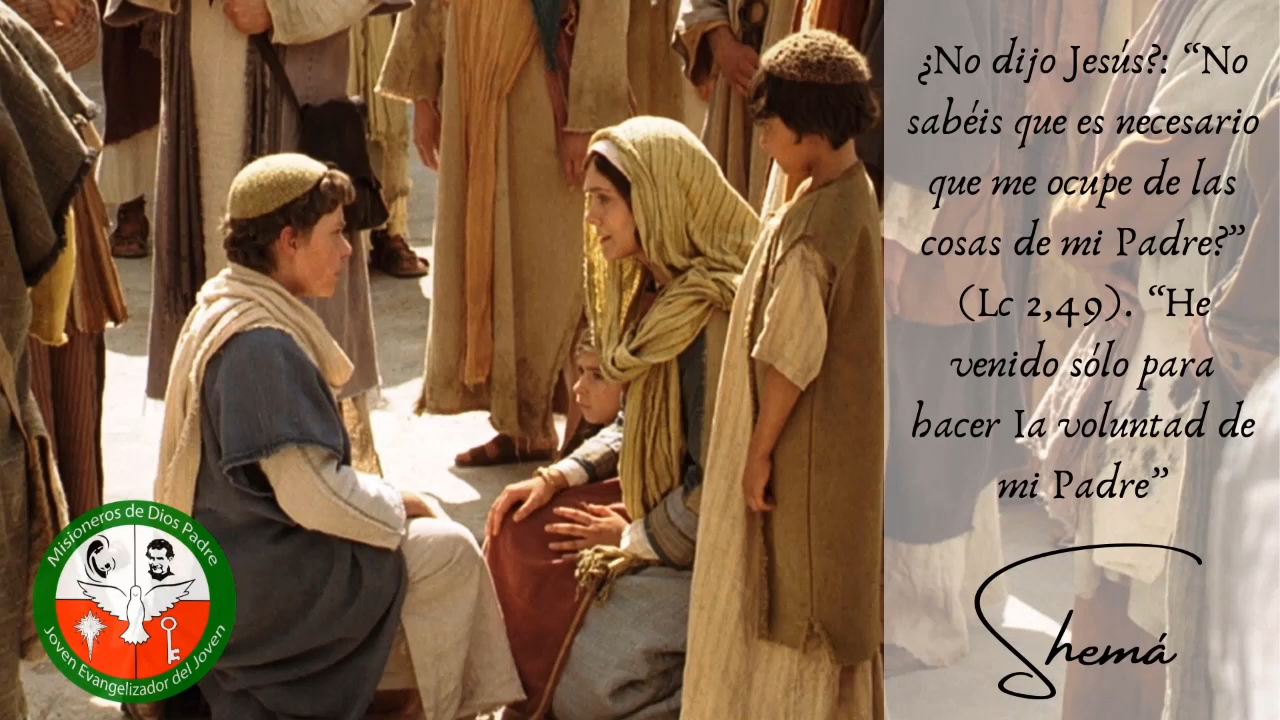 ¿No dijo Jesús?: “No
sabéis que es necesario
que me ocupe de las
cosas de mi Padre?”
(Lc 2,49). “He
venido sólo para
hacer Ia voluntad de
mi Padre”
Shemá
Misioneros de Dios Padre
Joven Evangelizador del Joven